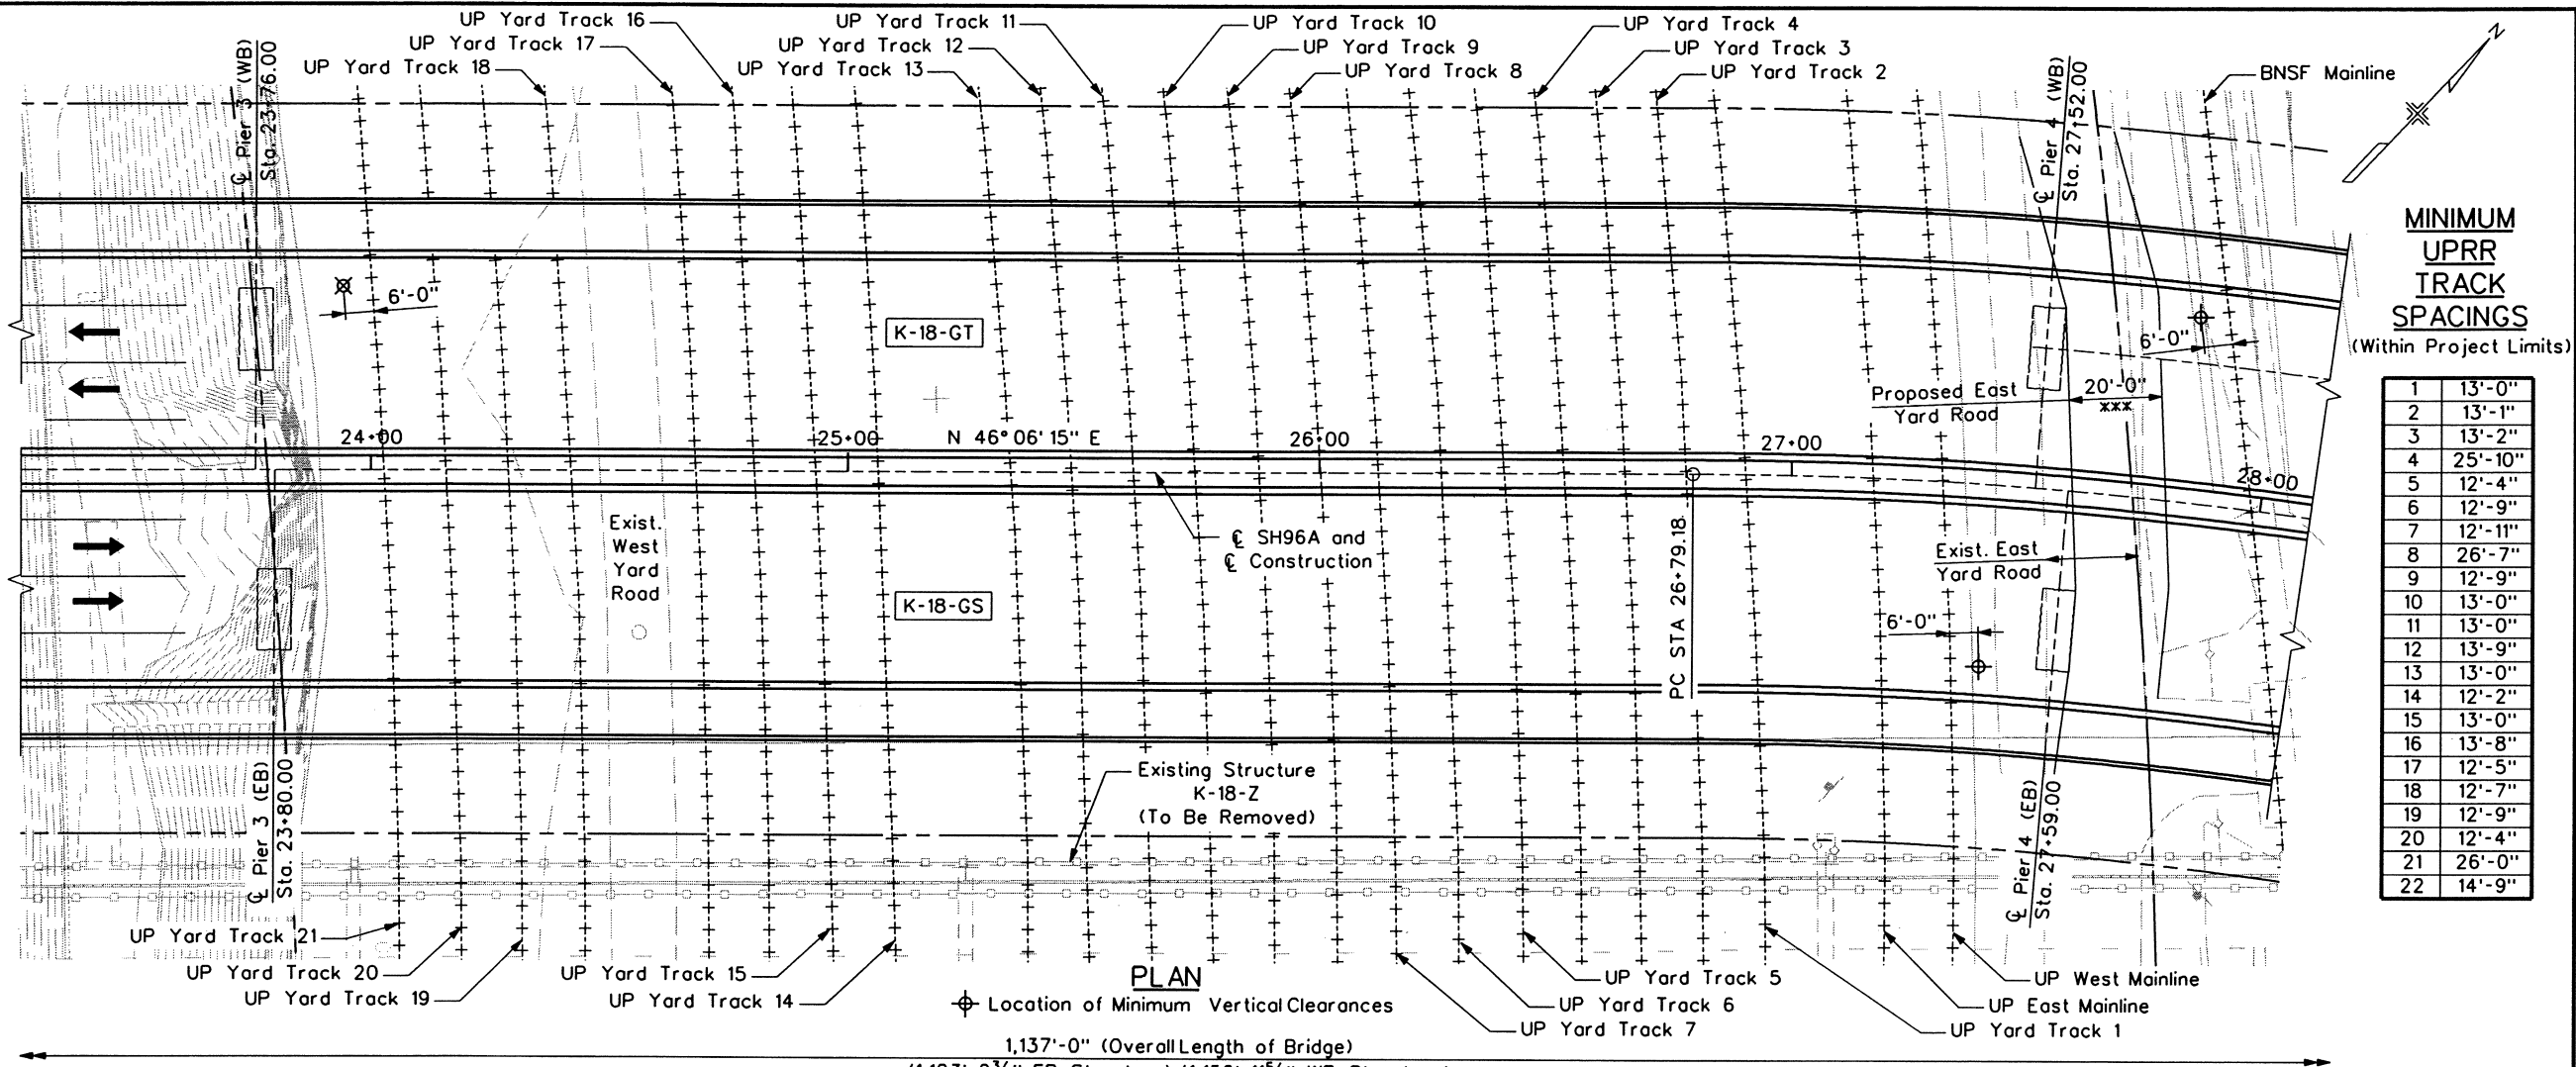 UP Yard Track 16
UP Yard Track 17
UP Yard Track 18
UP Yard Track 11
UP Yard Track 12
UP Yard Track 13
UP Yard Track 10
UP Yard Track 9
UP Yard Track 8
UP Yard Track 4
UP Yard Track 3
UP Yard Track 2
BNSF Mainline
N
℄ Pier 3 (WB)
Sta. 23+76.00
℄ Pier 4 (WB)
Sta. 27+52.00
6'-0"
K-18-GT
6'-0"
Proposed East
Yard Road
20'-0"
***
24+00
25+00
N 46° 06' 15" E
26+00
27+00
28+00
Exist.
West
Yard
Road
℄ SH96A and
℄ Construction
PC STA 26+79.18
Exist. East
Yard Road
K-18-GS
6'-0"
Existing Structure
K-18-Z
(To Be Removed)
℄ Pier 3 (EB)
Sta. 23+80.00
℄ Pier 4 (EB)
Sta. 27+59.00
UP Yard Track 21
UP Yard Track 20
UP Yard Track 19
UP Yard Track 15
UP Yard Track 14
PLAN
Location of Minimum Vertical Clearances
UP Yard Track 5
UP Yard Track 6
UP Yard Track 7
UP West Mainline
UP East Mainline
UP Yard Track 1
1,137'-0" (Overall Length of Bridge)
MINIMUM
UPRR
TRACK
SPACINGS
(Within Project Limits)
1 13'-0"
2 13'-1"
3 13'-2"
4 25'-10"
5 12'-4"
6 12'-9"
7 12'-11"
8 26'-7"
9 12'-9"
10 13'-0"
11 13'-0"
12 13'-9"
13 13'-0"
14 12'-2"
15 13'-0"
16 13'-8"
17 12'-5"
18 12'-7"
19 12'-9"
20 12'-4"
21 26'-0"
22 14'-9"